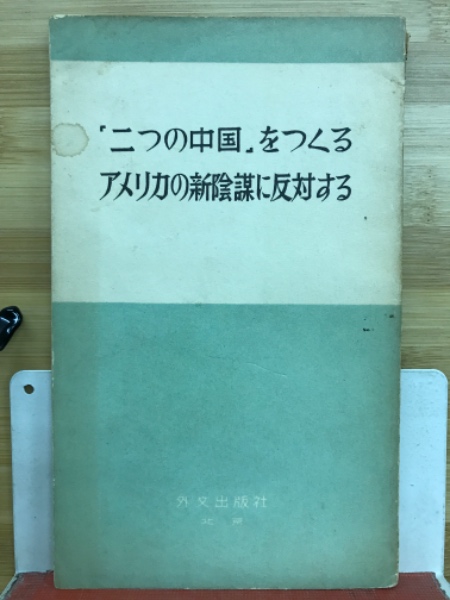 「二つの中国」をつくる
アメリカの新陰謀に反対する
外文出版社
北京